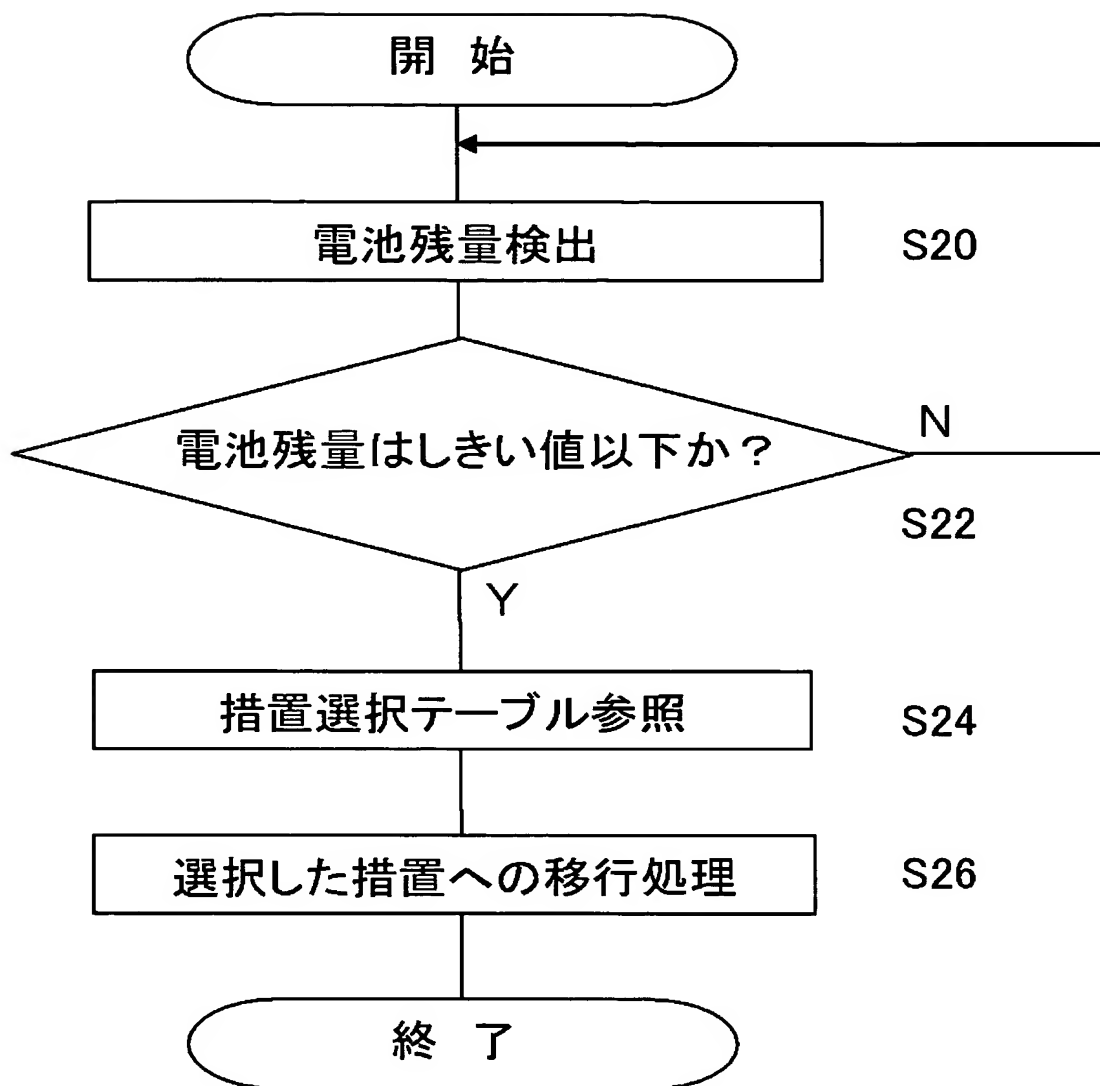 開 始
電池残量検出
S20
電池残量はしきい値以下か？
N
S22
Y
措置選択テーブル参照
S24
選択した措置への移行処理
S26
終 了